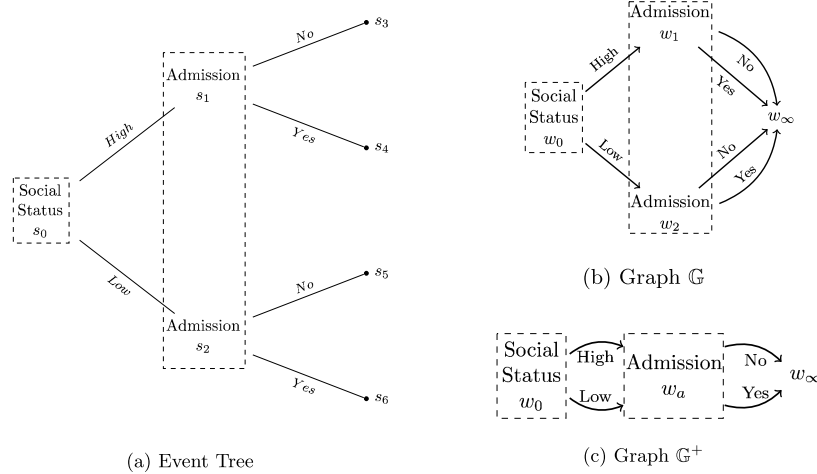 No
s₃
Admission
s₁
High
Yes
s₄
Social
Status
s₀
Low
No
s₅
Admission
s₂
Yes
s₆
(a) Event Tree
Admission
w₁
High
No
Yes
Social
Status
w₀
w∞
Low
No
Yes
Admission
w₂
(b) Graph 𝔾
Social
Status
w₀
High
Low
Admission
wₐ
No
Yes
w∞
(c) Graph 𝔾⁺